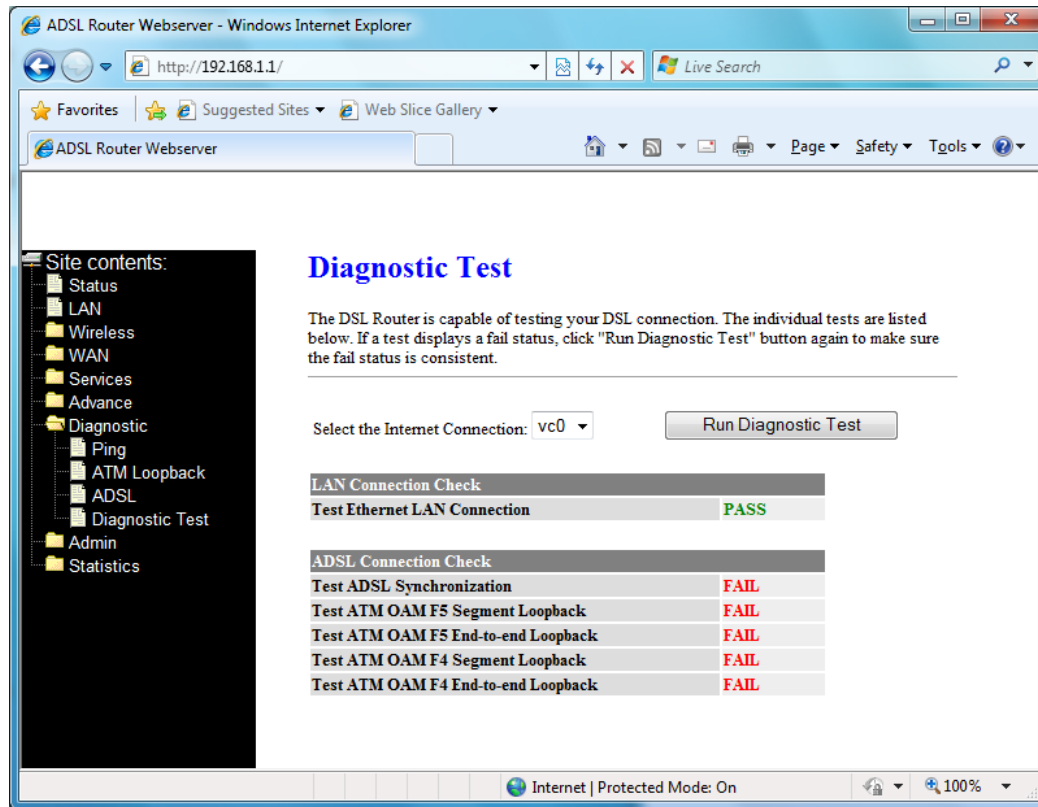 ADSL Router Webserver - Windows Internet Explorer
http://192.168.1.1/
Live Search
Favorites
Suggested Sites
Web Slice Gallery
ADSL Router Webserver
Page
Safety
Tools
Site contents:
Status
LAN
Wireless
WAN
Services
Advance
Diagnostic
Ping
ATM Loopback
ADSL
Diagnostic Test
Admin
Statistics
Diagnostic Test
The DSL Router is capable of testing your DSL connection. The individual tests are listed
below. If a test displays a fail status, click "Run Diagnostic Test" button again to make sure
the fail status is consistent.
Select the Internet Connection: vc0
Run Diagnostic Test
LAN Connection Check
Test Ethernet LAN Connection PASS
ADSL Connection Check
Test ADSL Synchronization FAIL
Test ATM OAM F5 Segment Loopback FAIL
Test ATM OAM F5 End-to-end Loopback FAIL
Test ATM OAM F4 Segment Loopback FAIL
Test ATM OAM F4 End-to-end Loopback FAIL
Internet | Protected Mode: On
100%